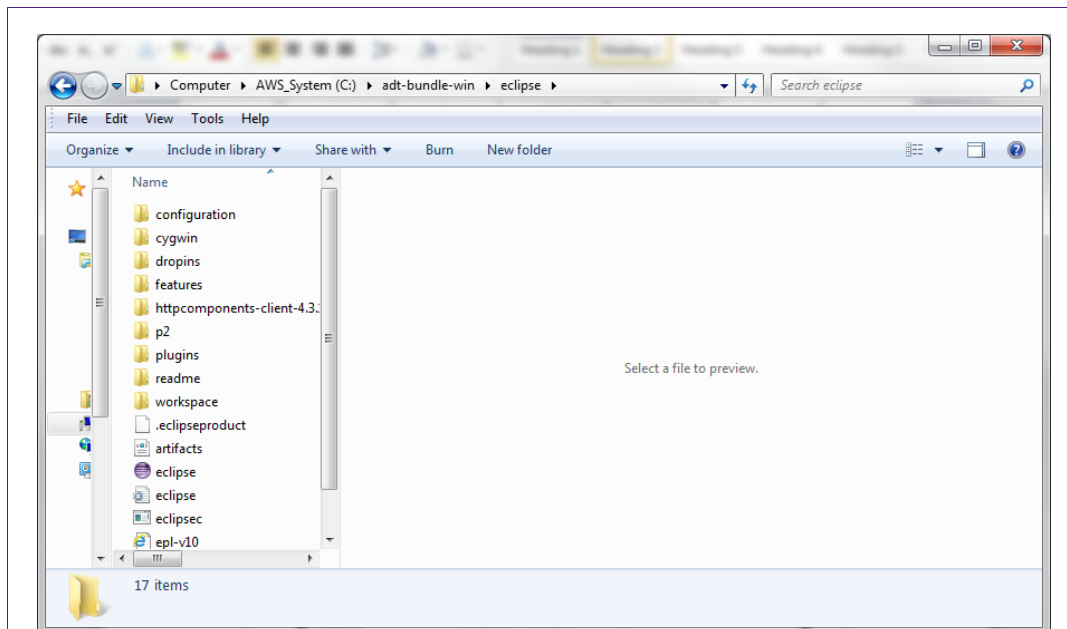 Computer ▸ AWS_System (C:) ▸ adt-bundle-win ▸ eclipse ▸ Search eclipse
File Edit View Tools Help
Organize Include in library Share with Burn New folder
Name
configuration
cygwin
dropins
features
httpcomponents-client-4.3.
p2
plugins
readme
workspace
.eclipseproduct
artifacts
eclipse
eclipse
eclipsec
epl-v10
Select a file to preview.
17 items